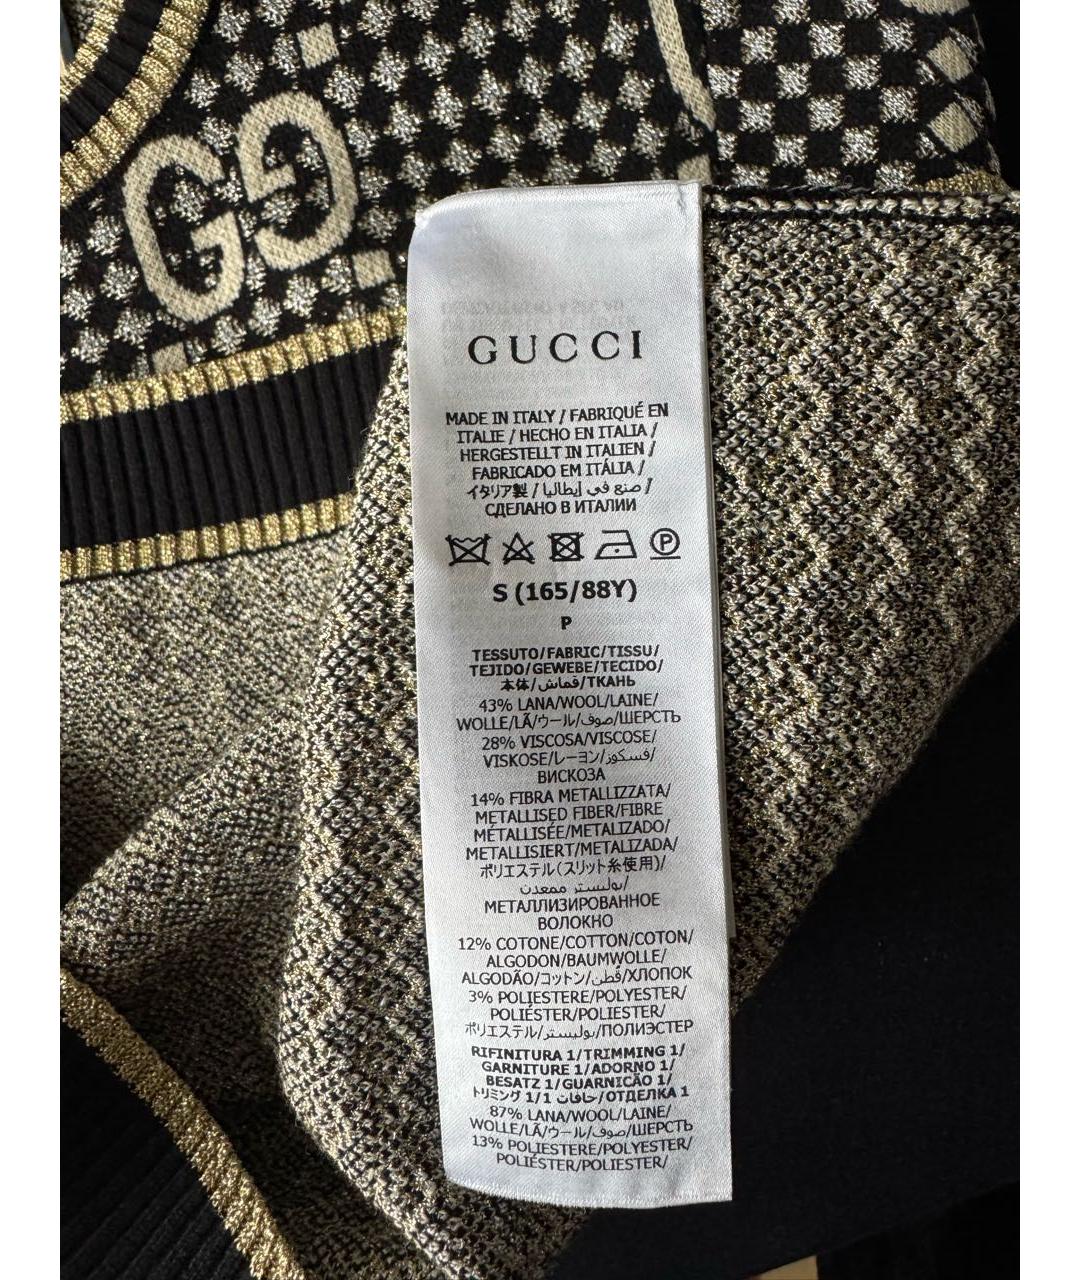 GG
GUCCI
MADE IN ITALY / FABRIQUÉ EN
ITALIE / HECHO EN ITALIA /
HERGESTELLT IN ITALIEN /
FABRICADO EM ITÁLIA /
イタリア製 / صنع في إيطاليا /
СДЕЛАНО В ИТАЛИИ
P
S (165/88Y)
P
TESSUTO/FABRIC/TISSU/
TEJIDO/GEWEBE/TECIDO/
本体/قماش/ТКАНЬ
43% LANA/WOOL/LAINE/
WOLLE/LÃ/ウール/صوف/ШЕРСТЬ
28% VISCOSA/VISCOSE/
VISKOSE/レーヨン/فسكوز/
ВИСКОЗА
14% FIBRA METALLIZZATA/
METALLISED FIBER/FIBRE
MÉTALLISÉE/METALIZADO/
METALLISIERT/METALIZADA/
ポリエステル(スリット糸使用)/
بوليستر ممعدن/
МЕТАЛЛИЗИРОВАННОЕ
ВОЛОКНО
12% COTONE/COTTON/COTON/
ALGODON/BAUMWOLLE/
ALGODÃO/コットン/قطن/ХЛОПОК
3% POLIESTERE/POLYESTER/
POLIÉSTER/POLIESTER/
ポリエステル/بوليستر/ПОЛИЭСТЕР
RIFINITURA 1/TRIMMING 1/
GARNITURE 1/ADORNO 1/
BESATZ 1/GUARNICÃO 1/
トリミング 1/حافات 1/ОТДЕЛКА 1
87% LANA/WOOL/LAINE/
WOLLE/LÃ/ウール/صوف/ШЕРСТЬ
13% POLIESTERE/POLYESTER/
POLIÉSTER/POLIESTER/